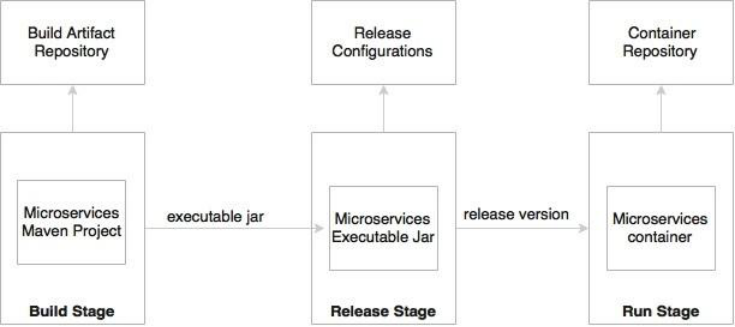 Build Artifact
Repository
Release
Configurations
Container
Repository
Microservices
Maven Project
executable jar
Microservices
Executable Jar
release version
Microservices
container
Build Stage
Release Stage
Run Stage